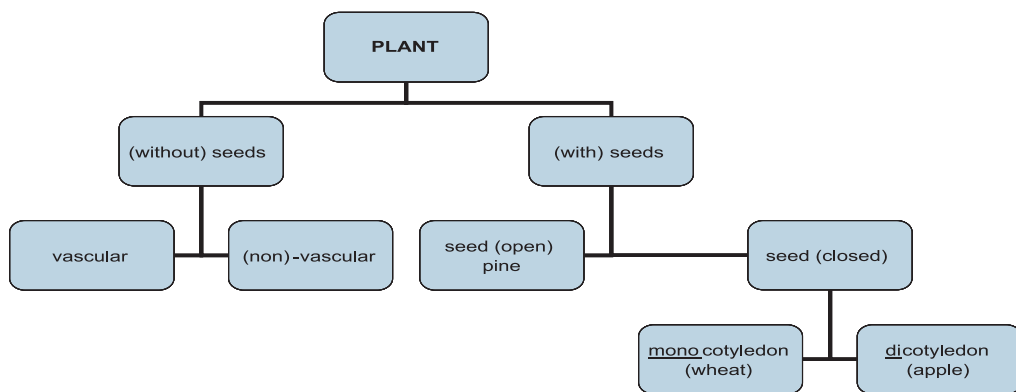 PLANT
(without) seeds
(with) seeds
vascular
(non)-vascular
seed (open)
pine
seed (closed)
mono cotyledon
(wheat)
dicotyledon
(apple)